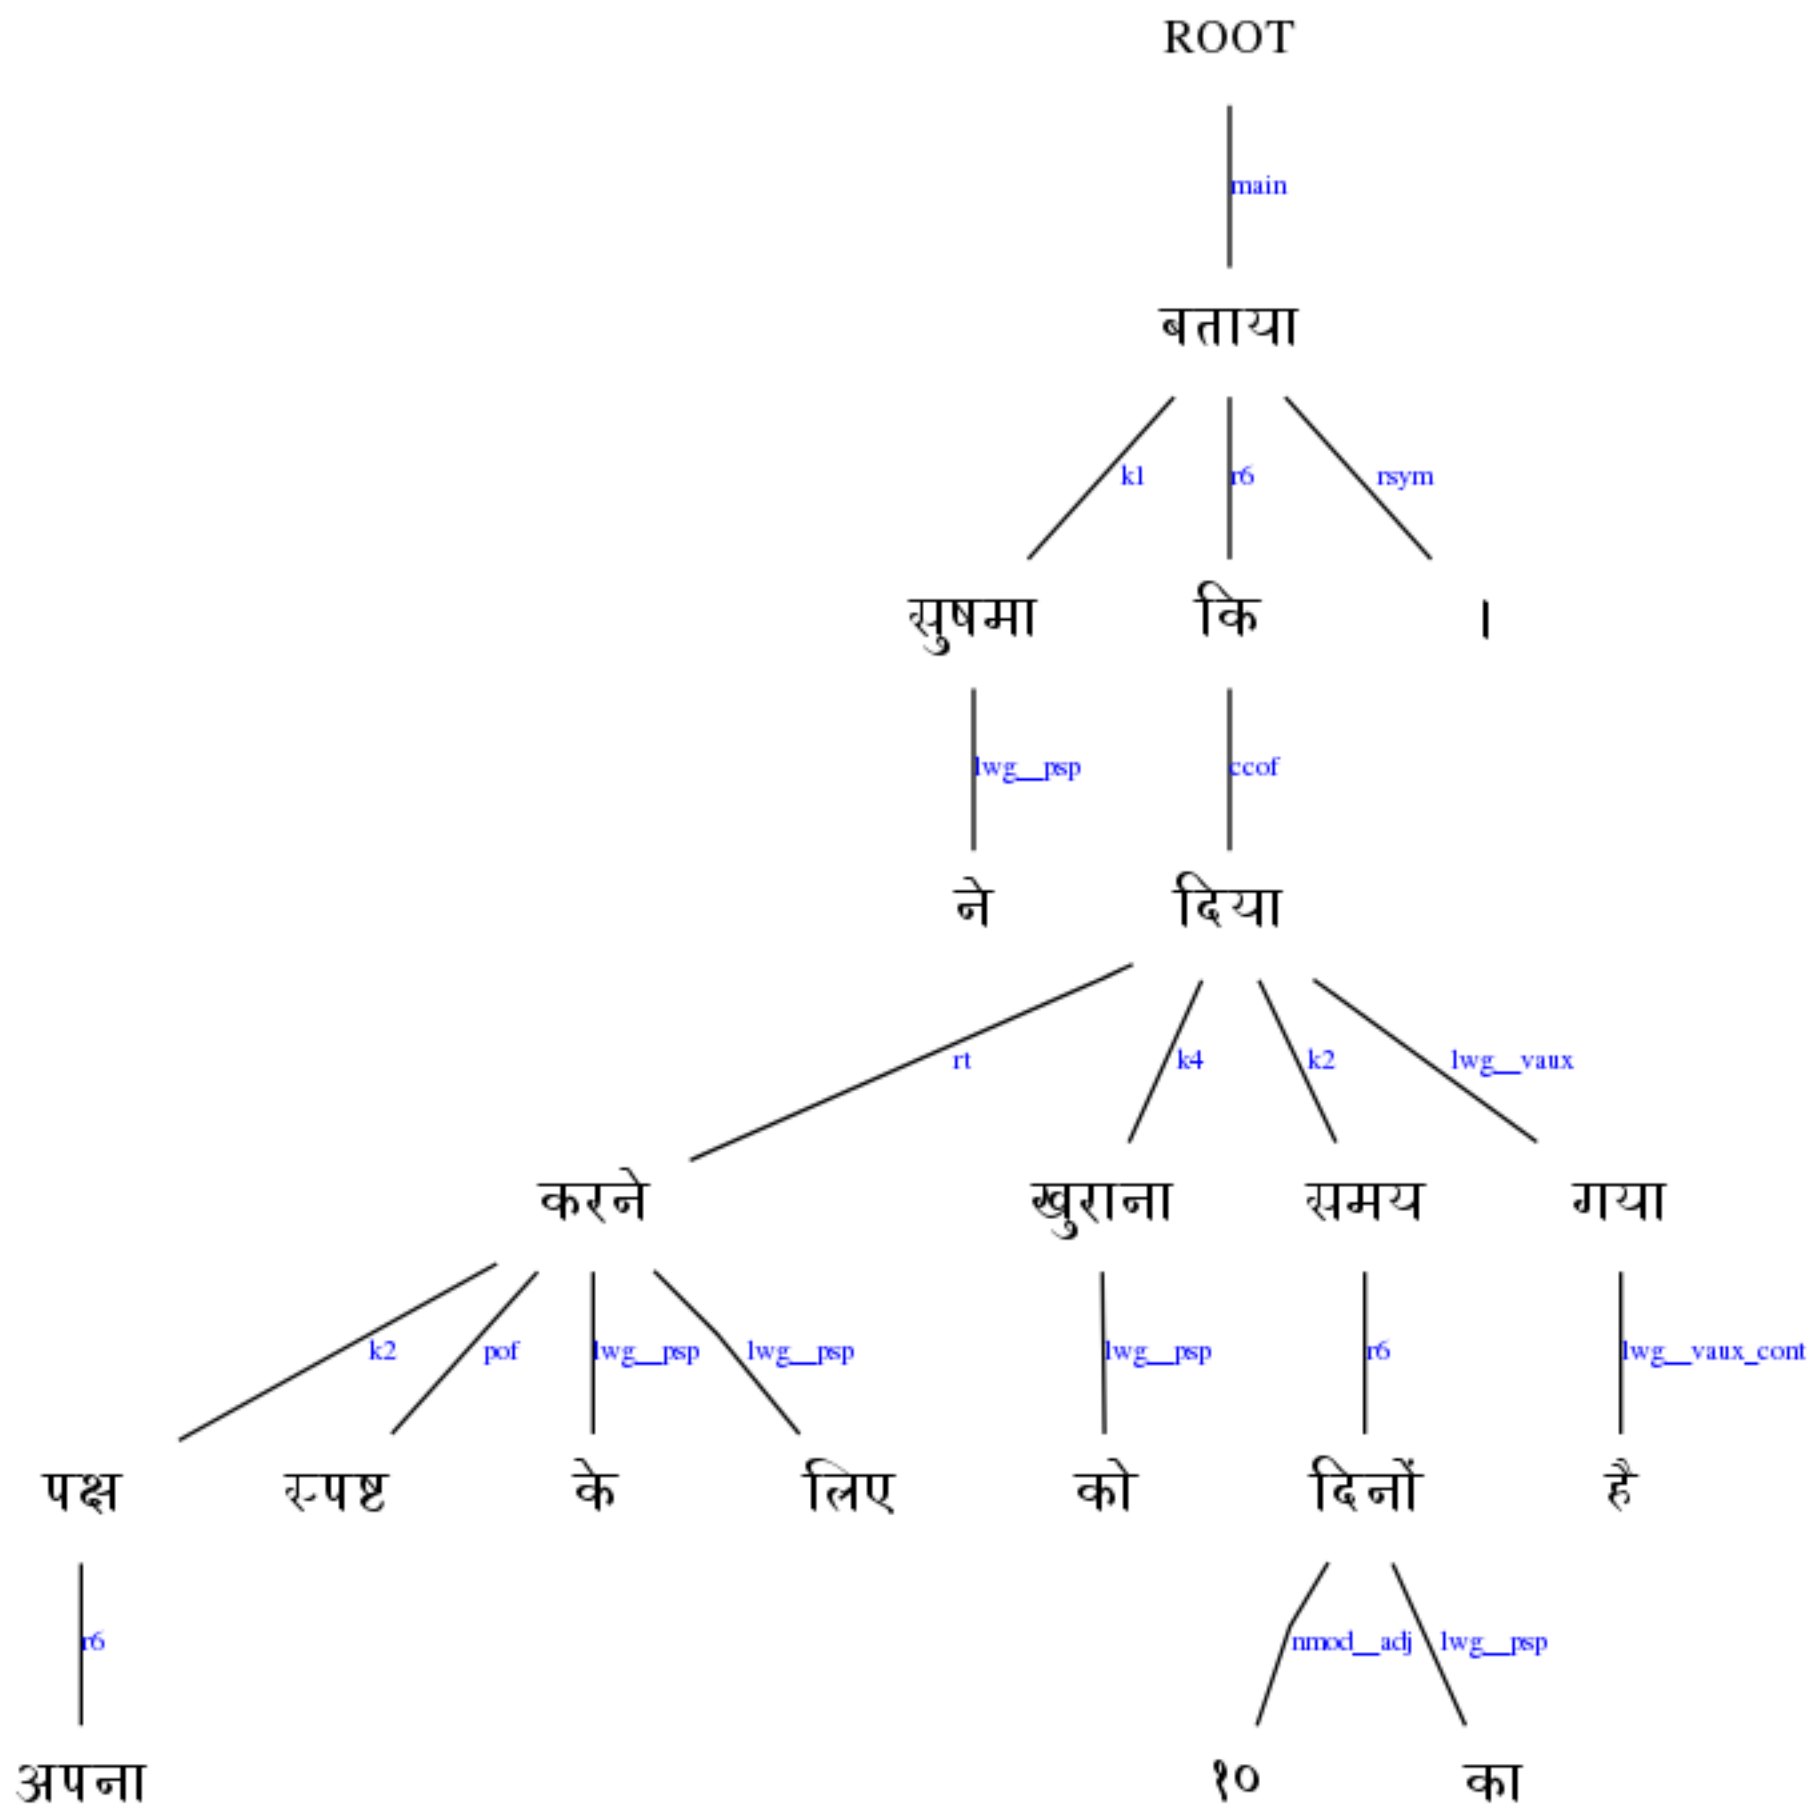 ROOT
main
बताया
k1 r6 rsym
सुषमा कि ।
lwg__psp ccof
ने दिया
rt k4 k2 lwg__vaux
करने खुराना समय गया
k2 pof lwg__psp lwg__psp lwg__psp r6 lwg__vaux_cont
पक्ष स्पष्ट के लिए को दिनों है
r6 nmod__adj lwg__psp
अपना १० का